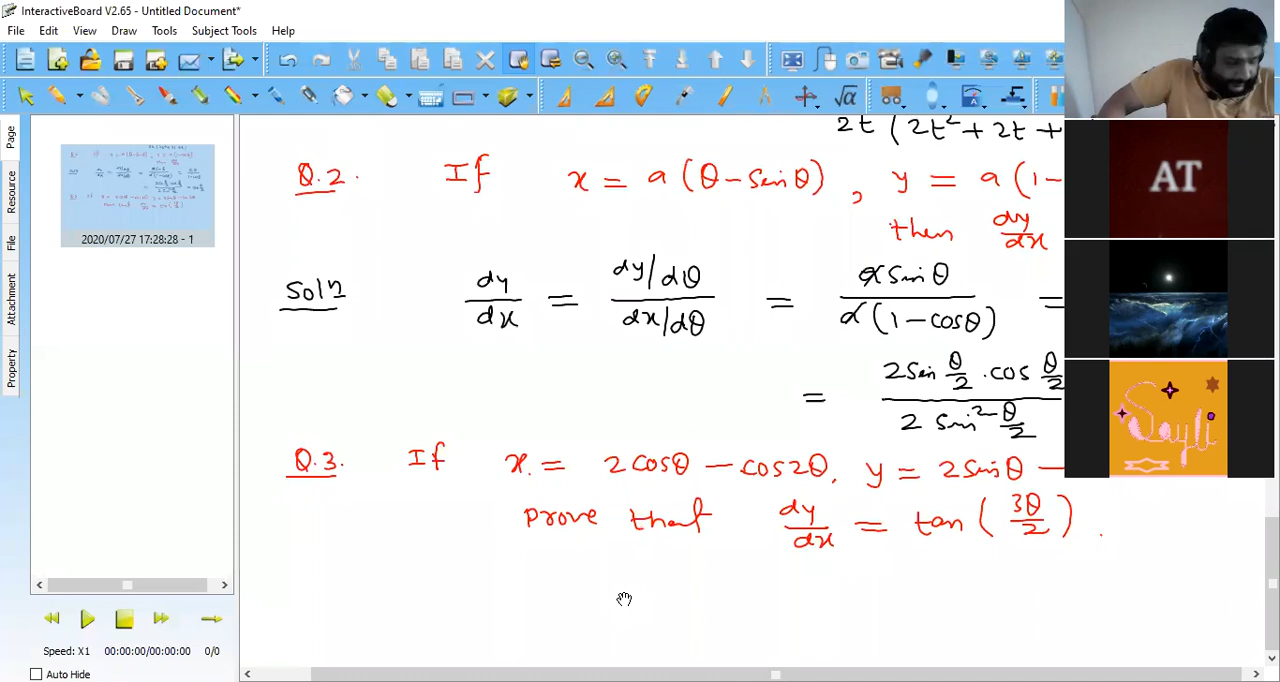 InteractiveBoard V2.65 - Untitled Document*
File Edit View Draw Tools Subject Tools Help
Page
Resource
File
Attachment
Property
2020/07/27 17:28:28 - 1
Speed: X1 00:00:00/00:00:00 0/0
Auto Hide
2t (2t² + 2t +
Q.2. If x = a(θ - sinθ), y = a(1-
then dy/dx
Soln dy/dx = (dy/dθ)/(dx/dθ) = (a sinθ)/(a(1-cosθ)) =
= (2 sin θ/2 . cos θ/2)/(2 sin² θ/2)
Q.3. If x = 2cosθ - cos2θ, y = 2sinθ -
prove that dy/dx = tan(3θ/2).
AT
Sayli